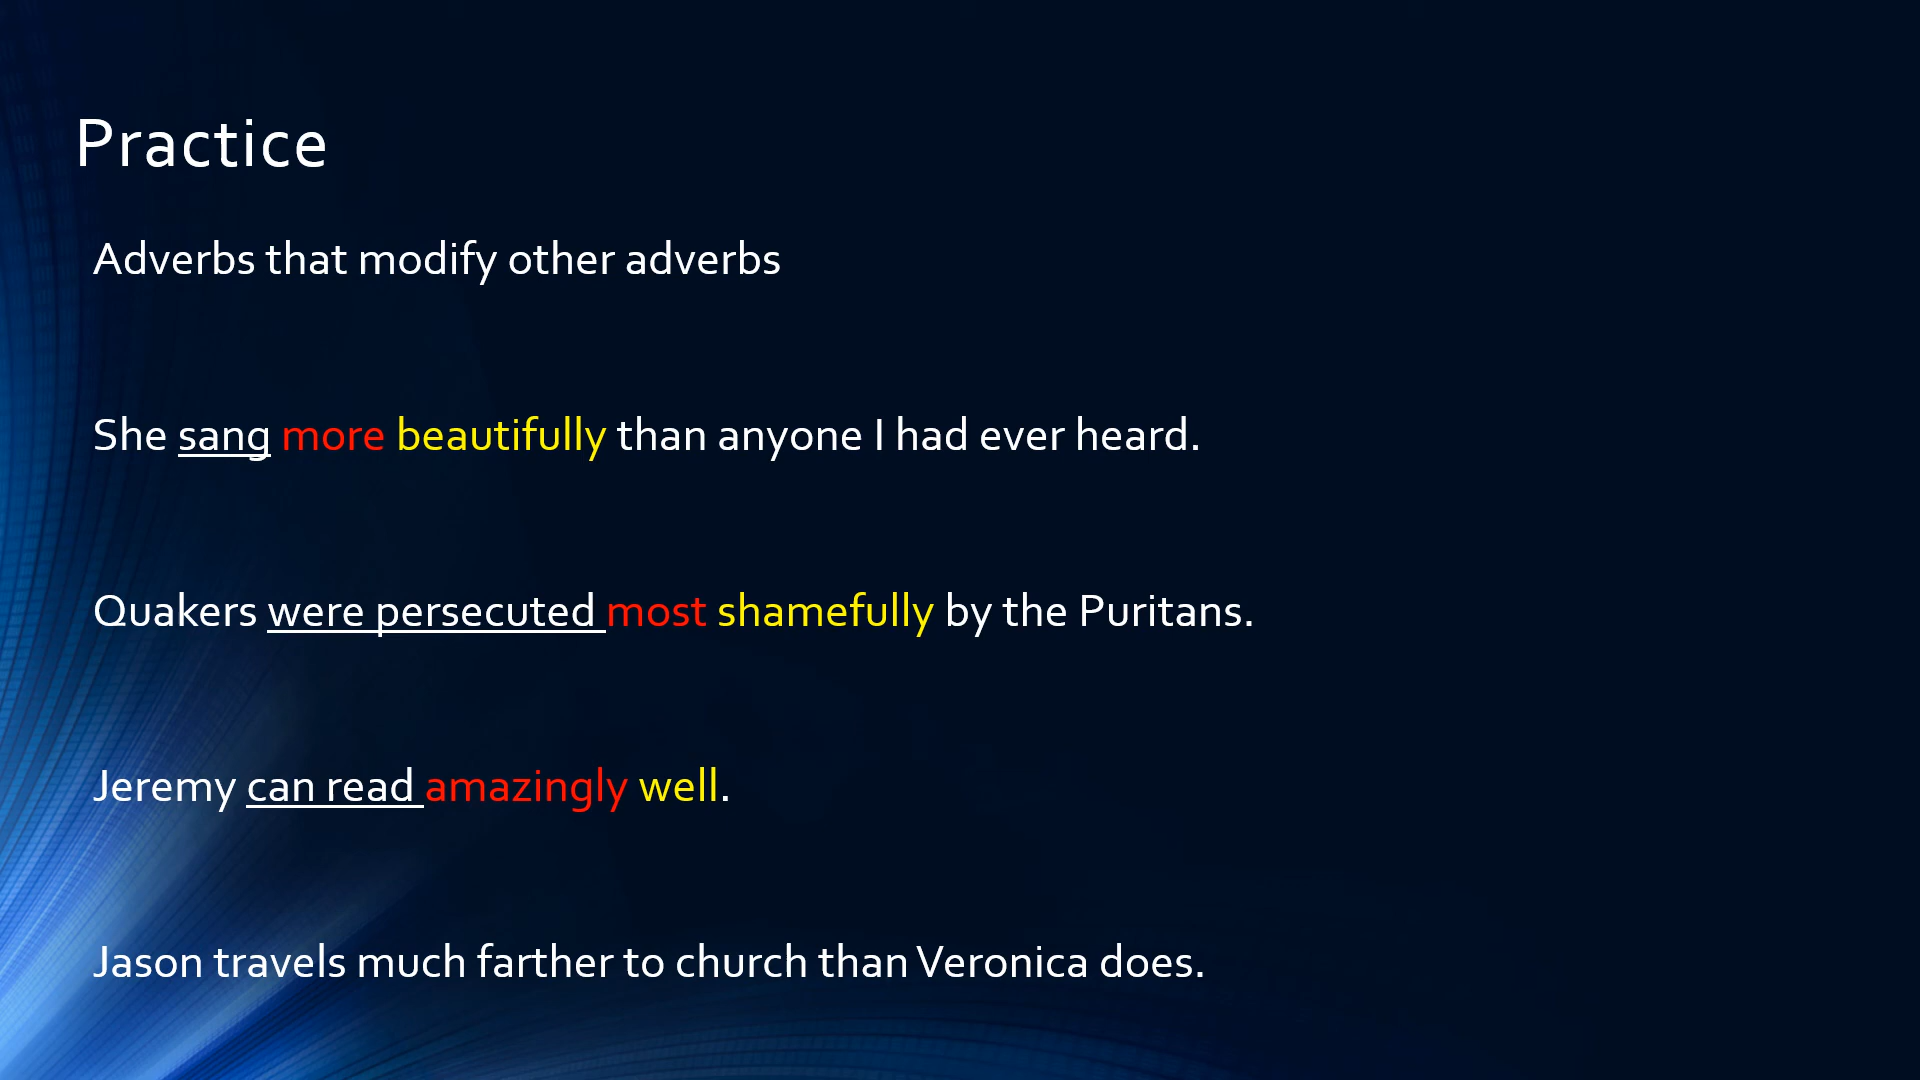 Practice
Adverbs that modify other adverbs
She sang more beautifully than anyone I had ever heard.
Quakers were persecuted most shamefully by the Puritans.
Jeremy can read amazingly well.
Jason travels much farther to church than Veronica does.